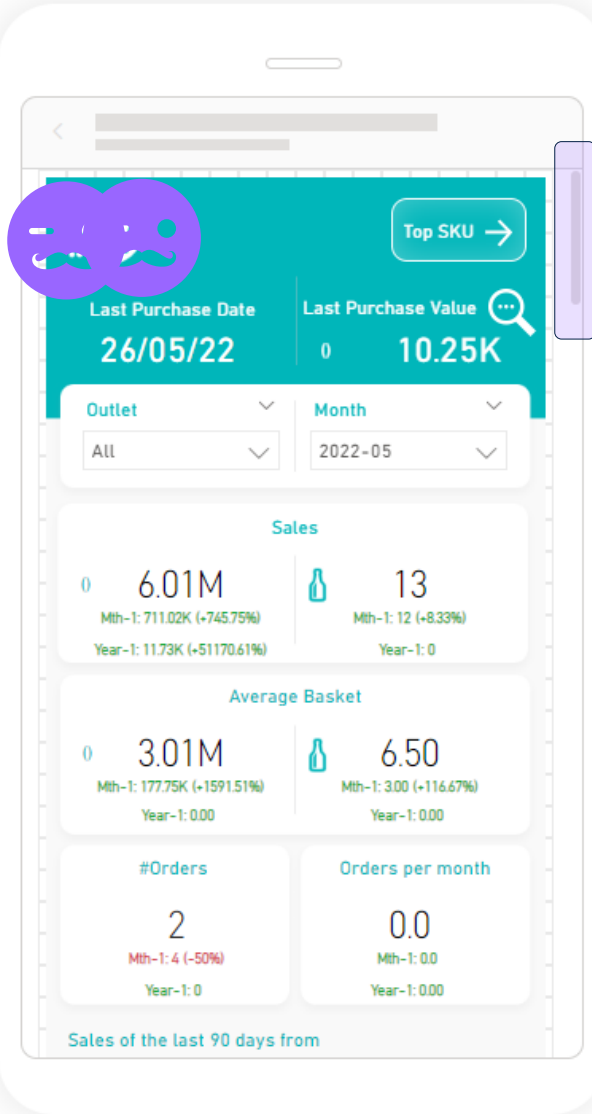 Top SKU
Last Purchase Date
Last Purchase Value
26/05/22
() 10.25K
Outlet
Month
All
2022-05
Sales
() 6.01M
13
Mth-1: 711.02K (+745.75%)
Mth-1: 12 (+8.33%)
Year-1: 11.73K (+51170.61%)
Year-1: 0
Average Basket
() 3.01M
6.50
Mth-1: 177.75K (+1591.51%)
Mth-1: 3.00 (+116.67%)
Year-1: 0.00
Year-1: 0.00
#Orders
Orders per month
2
0.0
Mth-1: 4 (-50%)
Mth-1: 0.0
Year-1: 0
Year-1: 0.00
Sales of the last 90 days from